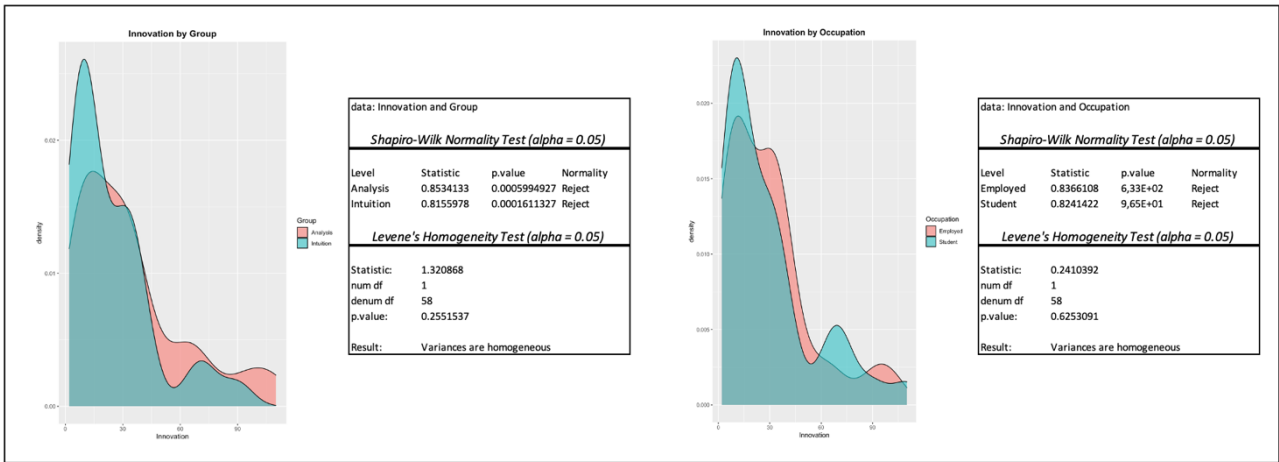 Innovation by Group
0.02
0.01
0.00
density
0
30
60
90
Innovation
Group
Analysis
Intuition
data: Innovation and Group
Shapiro-Wilk Normality Test (alpha = 0.05)
Level Statistic p.value Normality
Analysis 0.8534133 0.0005994927 Reject
Intuition 0.8155978 0.0001611327 Reject
Levene's Homogeneity Test (alpha = 0.05)
Statistic: 1.320868
num df 1
denum df 58
p.value: 0.2551537
Result: Variances are homogeneous
Innovation by Occupation
0.020
0.015
0.010
0.005
0.000
density
0
30
60
90
Innovation
Occupation
Employed
Student
data: Innovation and Occupation
Shapiro-Wilk Normality Test (alpha = 0.05)
Level Statistic p.value Normality
Employed 0.8366108 6,33E+02 Reject
Student 0.8241422 9,65E+01 Reject
Levene's Homogeneity Test (alpha = 0.05)
Statistic: 0.2410392
num df 1
denum df 58
p.value: 0.6253091
Result: Variances are homogeneous